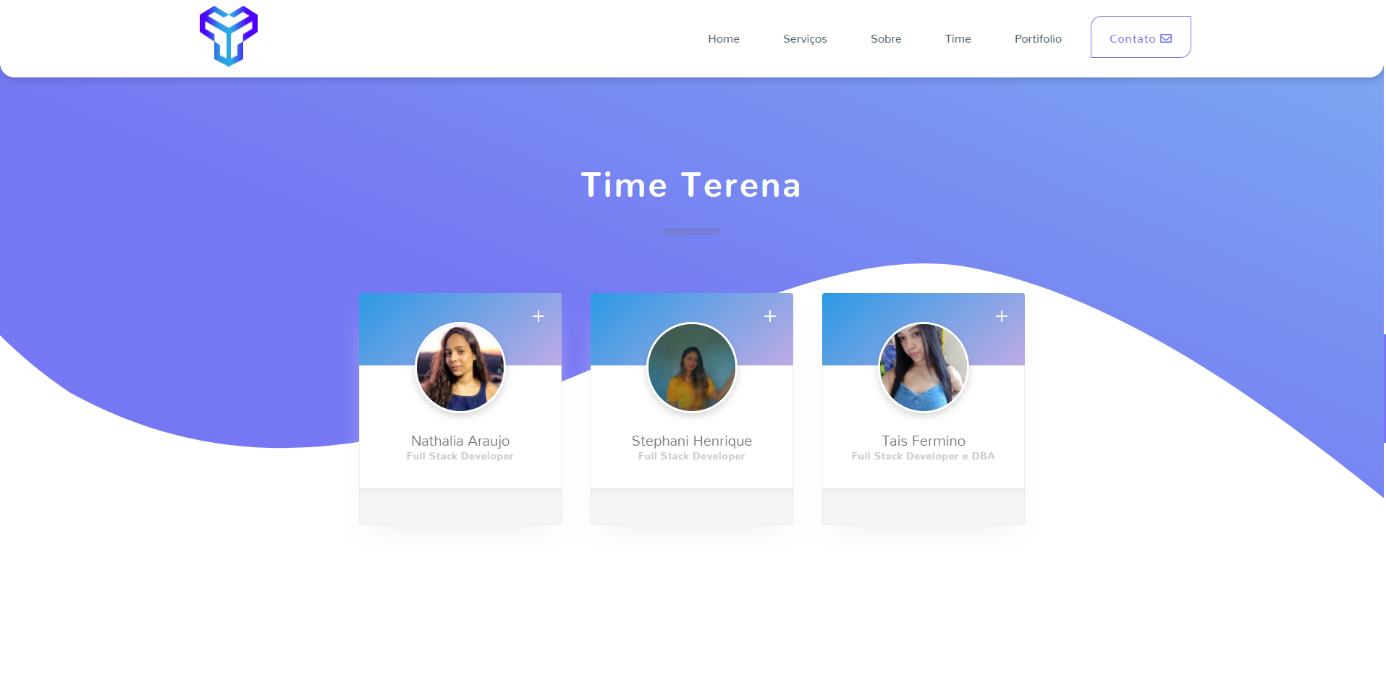 Home
Serviços
Sobre
Time
Portifolio
Contato
Time Terena
Nathalia Araujo
Full Stack Developer
Stephani Henrique
Full Stack Developer
Tais Fermino
Full Stack Developer e DBA